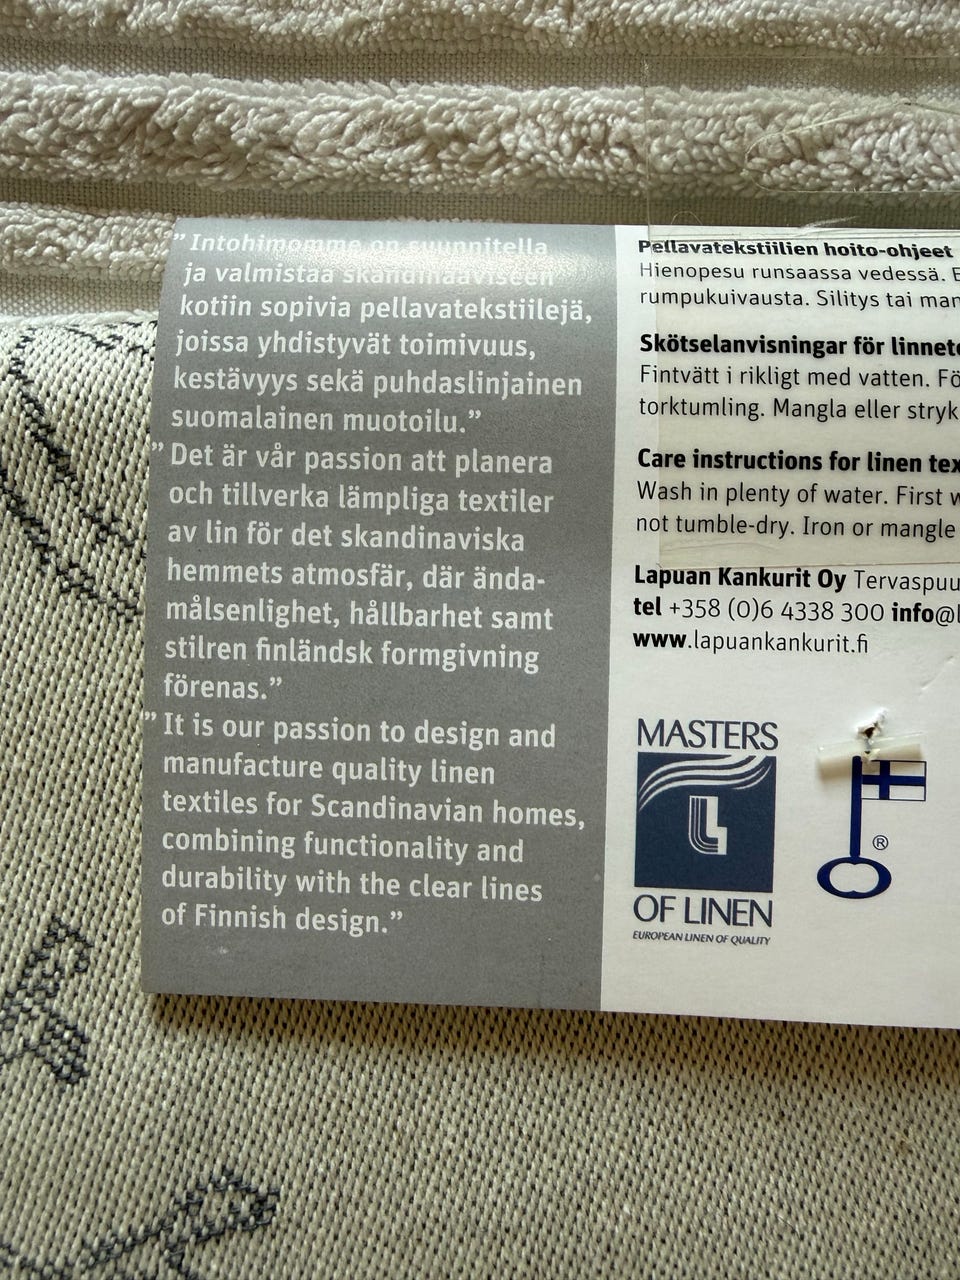 ”Intohimomme on suunnitella
ja valmistaa skandinaaviseen
kotiin sopivia pellavatekstiilejä,
joissa yhdistyvät toimivuus,
kestävyys sekä puhdaslinjainen
suomalainen muotoilu.”
”Det är vår passion att planera
och tillverka lämpliga textiler
av lin för det skandinaviska
hemmets atmosfär, där ända-
målsenlighet, hållbarhet samt
stilren finländsk formgivning
förenas.”
”It is our passion to design and
manufacture quality linen
textiles for Scandinavian homes,
combining functionality and
durability with the clear lines
of Finnish design.”
Pellavatekstiilien hoito-ohjeet
Hienopesu runsaassa vedessä.
rumpukuivausta. Silitys tai
Skötselanvisningar för
Fintvätt i rikligt med vatten.
torktumling. Mangla eller
Care instructions for linen
Wash in plenty of water. First
not tumble-dry. Iron or mangle
Lapuan Kankurit Oy
tel +358 (0)6 4338 300 info@
www.lapuankankurit.fi
MASTERS
L
OF LINEN
EUROPEAN LINEN OF QUALITY
®